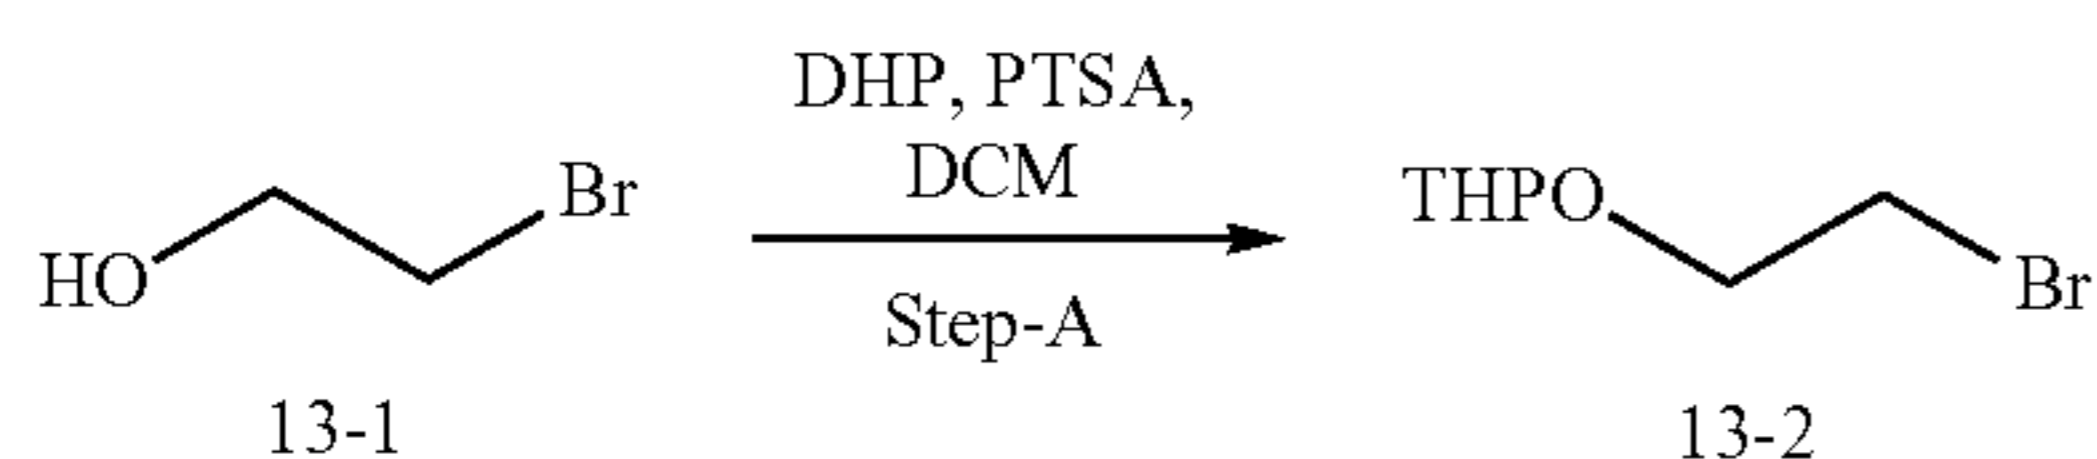 DHP, PTSA,
DCM
HO
Br
Step-A
THPO
Br
13-1
13-2